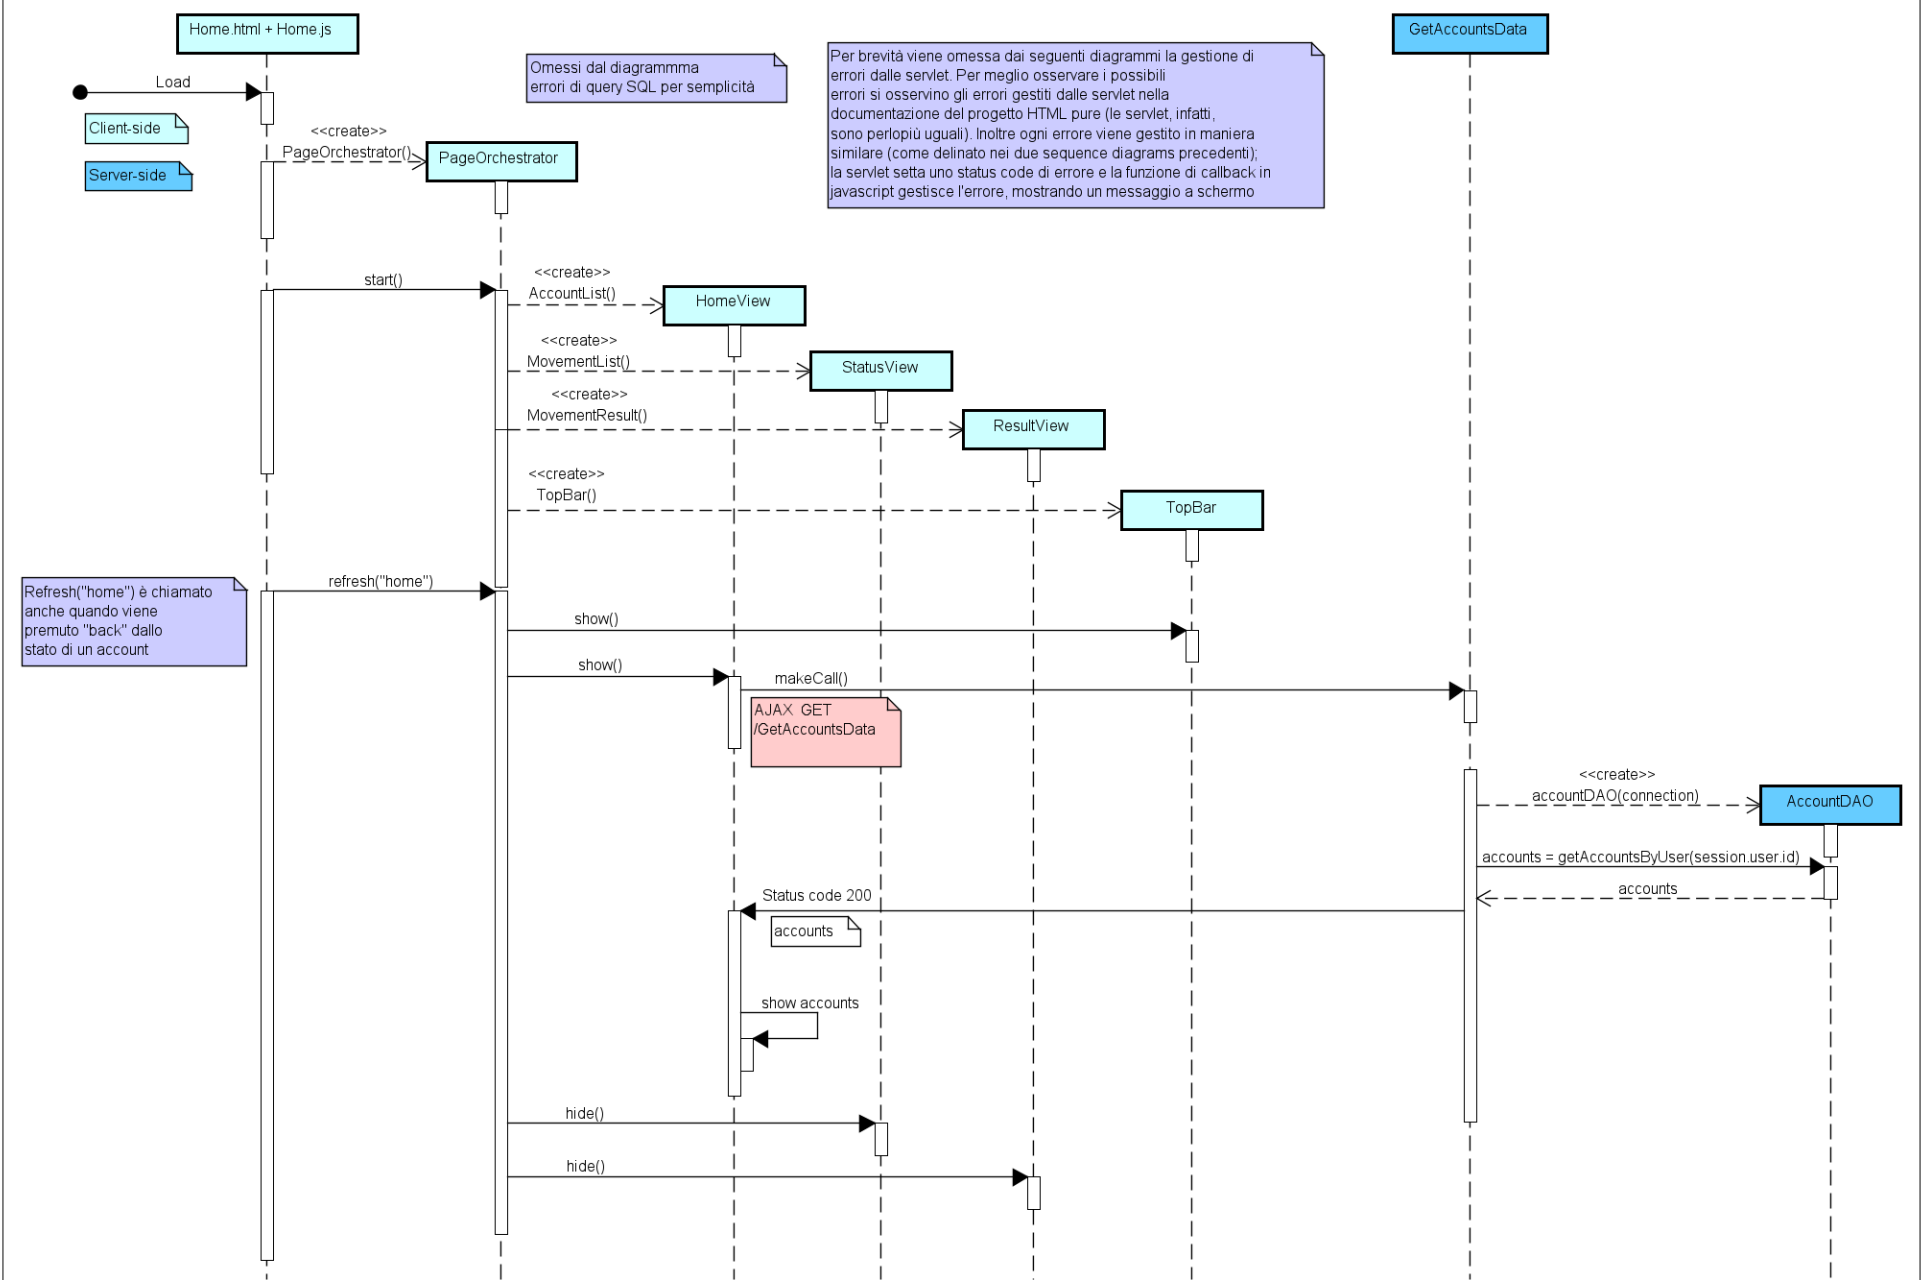 Home.html + Home.js
GetAccountsData
Load
Omessi dal diagrammma
errori di query SQL per semplicità
Per brevità viene omessa dai seguenti diagrammi la gestione di
errori dalle servlet. Per meglio osservare i possibili
errori si osservino gli errori gestiti dalle servlet nella
documentazione del progetto HTML pure (le servlet, infatti,
sono perlopiù uguali). Inoltre ogni errore viene gestito in maniera
similare (come delinato nei due sequence diagrams precedenti);
la servlet setta uno status code di errore e la funzione di callback in
javascript gestisce l'errore, mostrando un messaggio a schermo
Client-side
Server-side
<<create>>
PageOrchestrator()
PageOrchestrator
start()
<<create>>
AccountList()
HomeView
<<create>>
MovementList()
StatusView
<<create>>
MovementResult()
ResultView
<<create>>
TopBar()
TopBar
Refresh("home") è chiamato
anche quando viene
premuto "back" dallo
stato di un account
refresh("home")
show()
show()
makeCall()
AJAX GET
/GetAccountsData
<<create>>
accountDAO(connection)
AccountDAO
accounts = getAccountsByUser(session.user.id)
accounts
Status code 200
accounts
show accounts
hide()
hide()